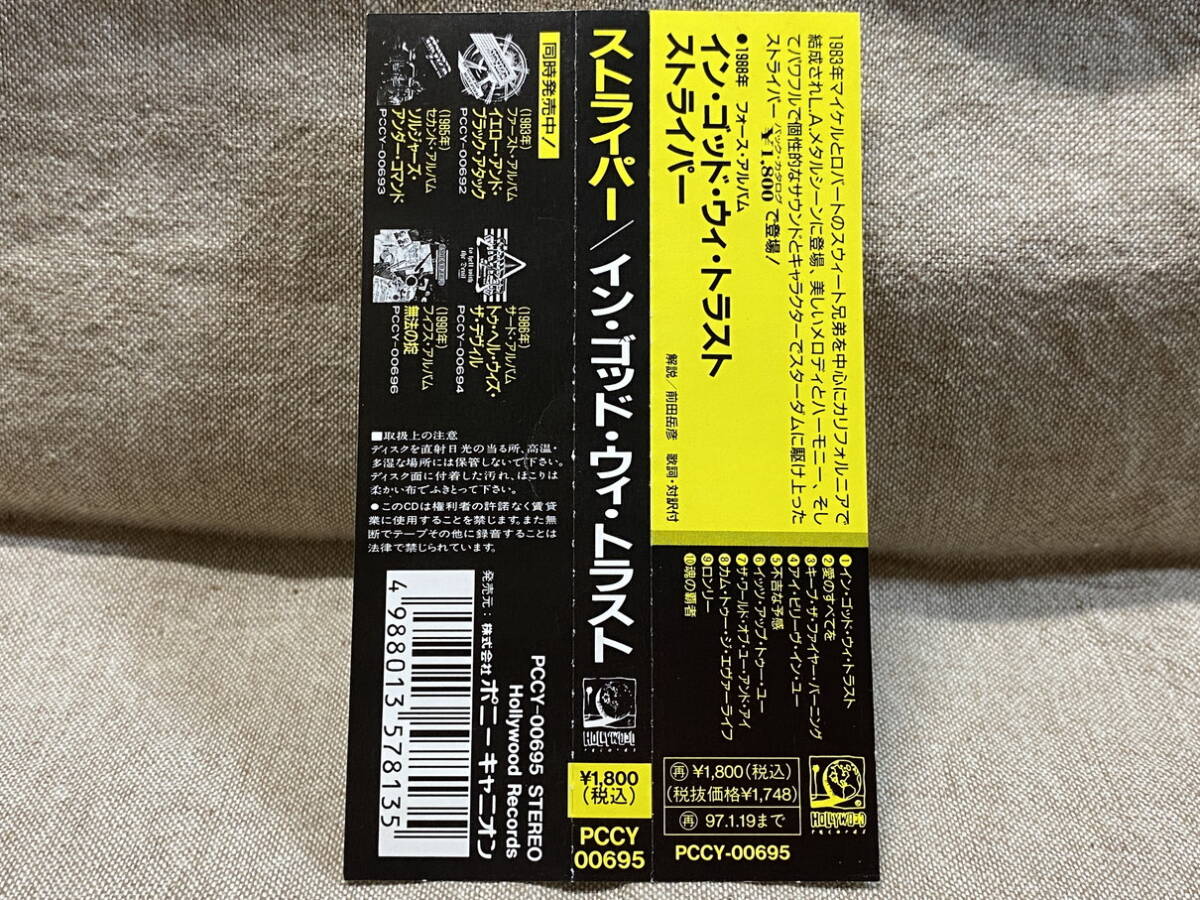 1983年マイケルとロバートのスウィート兄弟を中心にカリフォルニアで
結成されL.A.メタルシーンに登場、美しいメロディとハーモニー、そし
てパワフルで個性的なサウンドとキャラクターでスターダムに駆け上った
ストライパー バック・カタログ ¥1,800 で登場!
●1988年 フォース・アルバム
イン・ゴッド・ウィ・トラスト
ストライパー
解説/前田岳彦 歌詞・対訳付
❶イン・ゴッド・ウィ・トラスト
❷愛のすべてを
❸キープ・ザ・ファイヤー・バーニング
❹アイ・ビリーヴ・イン・ユー
❺不吉な予感
❻イッツ・アップ・トゥー・ユー
❼ザ・ワールド・オブ・ユー・アンド・アイ
❽カム・トゥー・ジ・エヴァー・ライフ
❾ロンリー
❿魂の覇者
再 ¥1,800(税込)
(税抜価格¥1,748)
再 97.1.19まで
HOLLYWOOD
records
PCCY-00695
ストライパー/イン・ゴッド・ウィ・トラスト
HOLLYWOOD
records
¥1,800
(税込)
PCCY
00695
同時発売中!
(1983年)
ファースト・アルバム
イエロー・アンド・
ブラック・アタック
PCCY-00692
(1985年)
セカンド・アルバム
ソルジャーズ・
アンダー・コマンド
PCCY-00693
to hell with
the devil
(1986年)
サード・アルバム
トゥ・ヘル・ウィズ・
ザ・デヴィル
PCCY-00694
(1990年)
フィフス・アルバム
無法の掟
PCCY-00696
■取扱上の注意
ディスクを直射日光の当る所、高温・
多湿な場所には保管しないで下さい。
ディスク面に付着した汚れ、ほこりは
柔かい布でふきとって下さい。
●このCDは権利者の許諾なく賃貸
業に使用することを禁じます。また無
断でテープその他に録音することは
法律で禁じられています。
PCCY-00695 STEREO
Hollywood Records
発売元:株式会社ポニーキャニオン
4 988013 578135